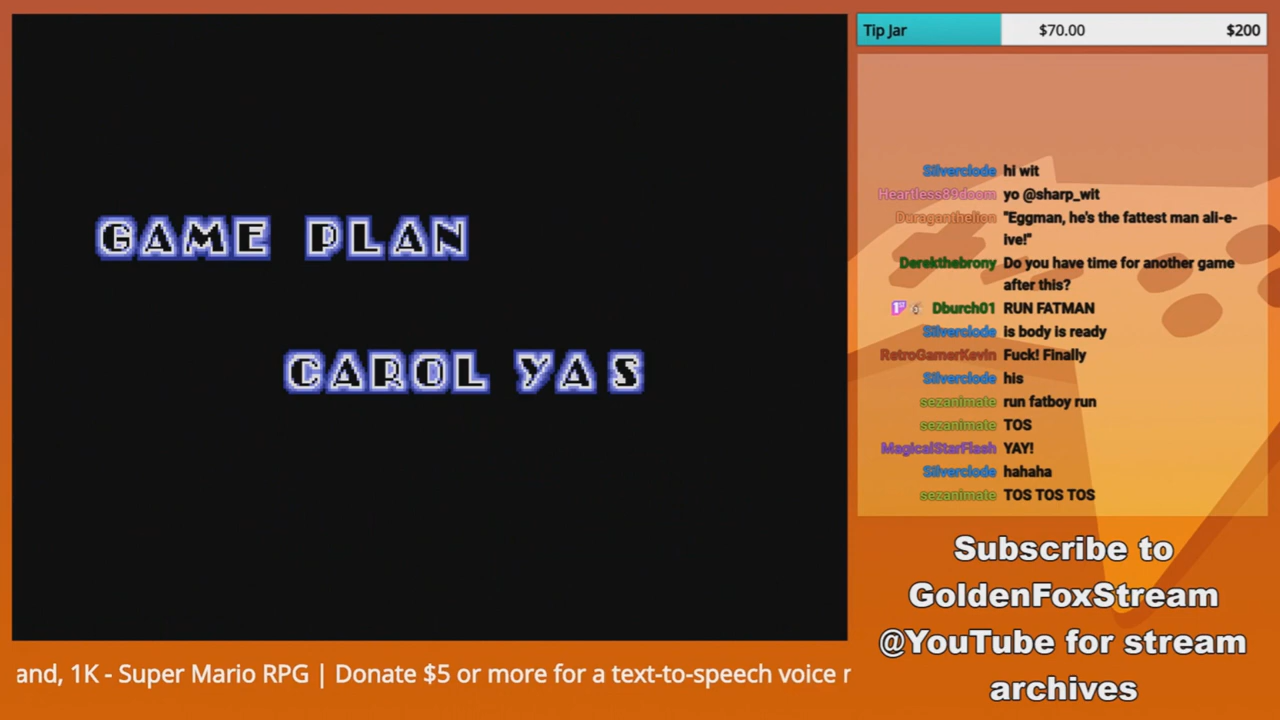 GAME PLAN
CAROL YAS
and, 1K - Super Mario RPG | Donate $5 or more for a text-to-speech voice
Tip Jar $70.00 $200
Silverclode hi wit
Heartless89doom yo @sharp_wit
Duraganthelion "Eggman, he's the fattest man ali-e-
ive!"
Derekthebrony Do you have time for another game
after this?
Dburch01 RUN FATMAN
Silverclode is body is ready
RetroGamerKevin Fuck! Finally
Silverclode his
sezanimate run fatboy run
sezanimate TOS
MagicalStarFlash YAY!
Silverclode hahaha
sezanimate TOS TOS TOS
Subscribe to
GoldenFoxStream
@YouTube for stream
archives